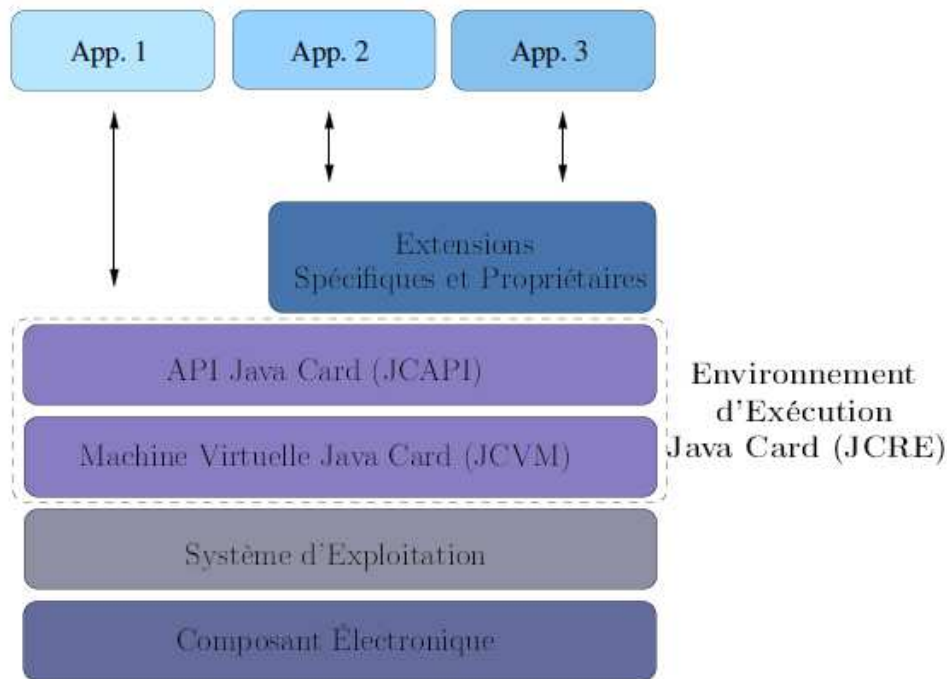 App. 1
App. 2
App. 3
Extensions
Spécifiques et Propriétaires
API Java Card (JCAPI)
Machine Virtuelle Java Card (JCVM)
Environnement
d'Exécution
Java Card (JCRE)
Système d'Exploitation
Composant Électronique